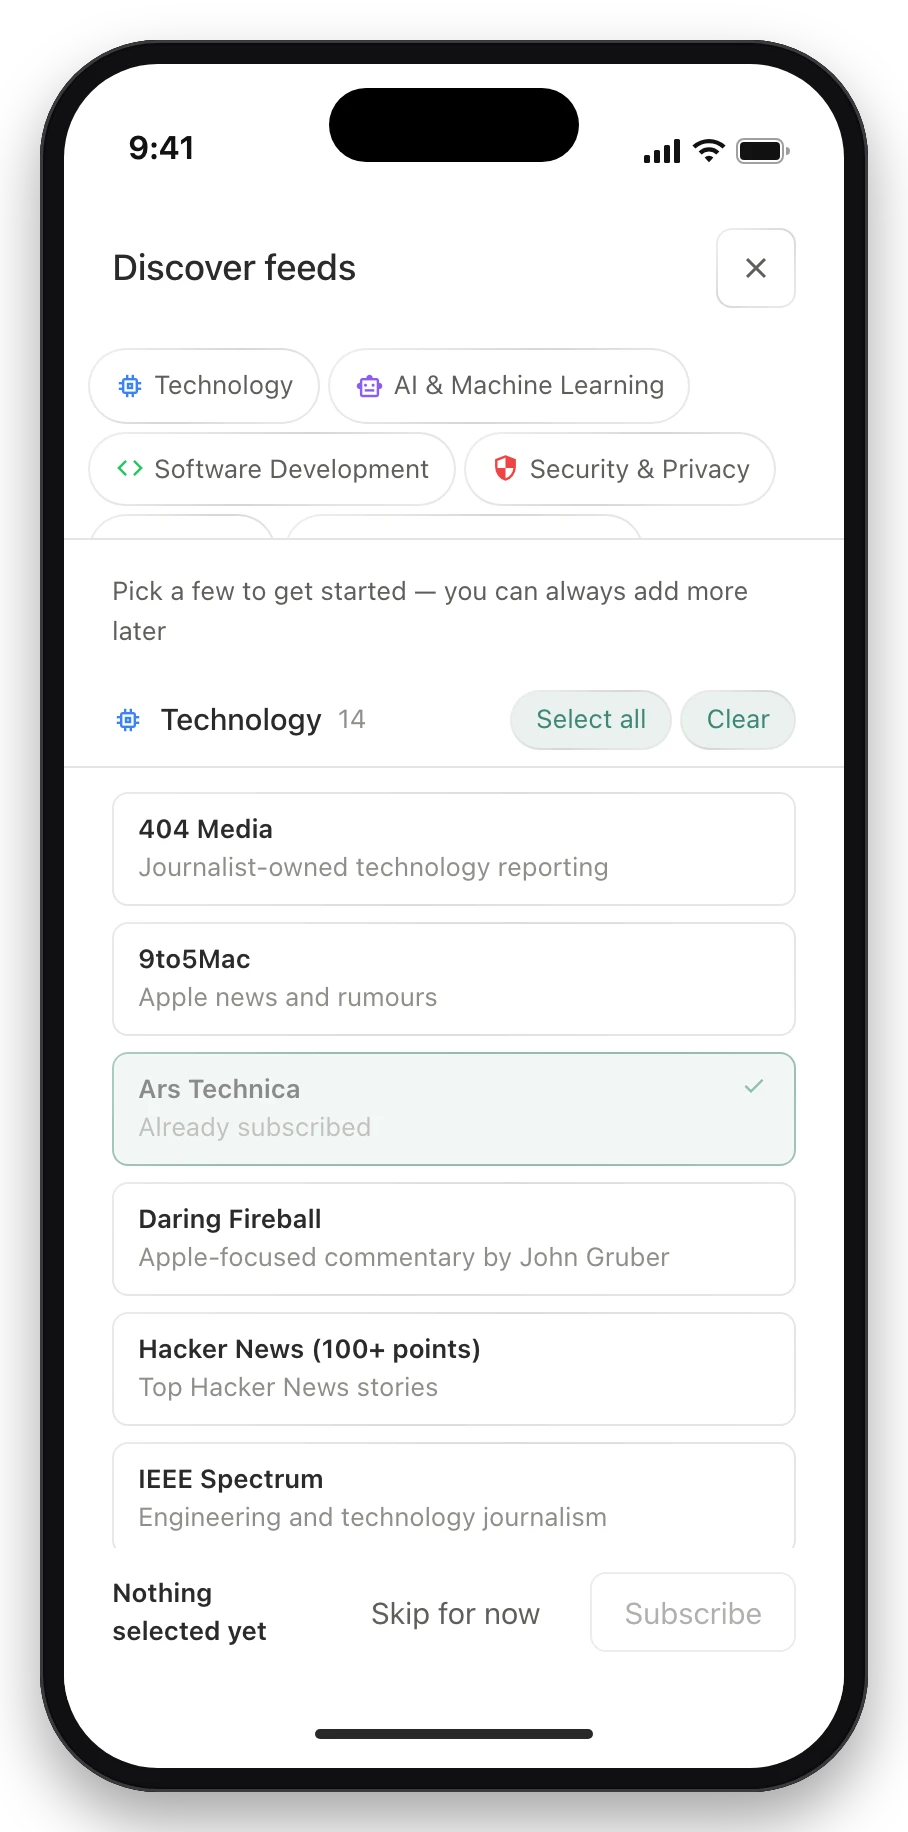 9:41
Discover feeds
Technology
AI & Machine Learning
Software Development
Security & Privacy
Pick a few to get started — you can always add more
later
Technology 14
Select all
Clear
404 Media
Journalist-owned technology reporting
9to5Mac
Apple news and rumours
Ars Technica
Already subscribed
Daring Fireball
Apple-focused commentary by John Gruber
Hacker News (100+ points)
Top Hacker News stories
IEEE Spectrum
Engineering and technology journalism
Nothing
selected yet
Skip for now
Subscribe